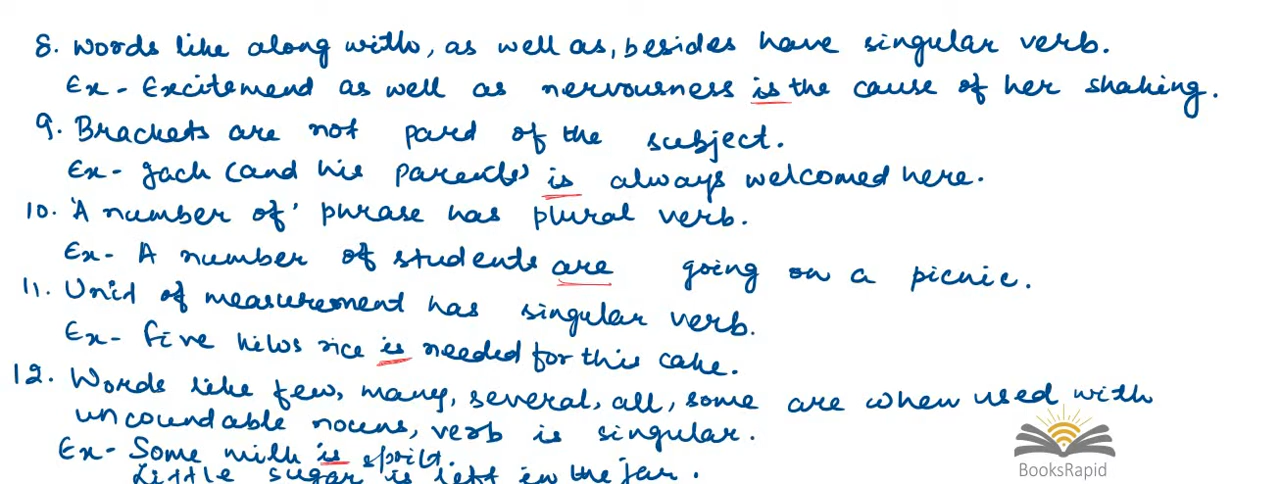 8. Words like along with, as well as, besides have singular verb.
Ex - Excitement as well as nervousness is the cause of her shaking.
9. Brackets are not part of the subject.
Ex - Jack (and his parents) is always welcomed here.
10. 'A number of' phrase has plural verb.
Ex - A number of students are going on a picnic.
11. Unit of measurement has singular verb.
Ex - five kilos rice is needed for this cake.
12. Words like few, many, several, all, some are when used with
uncountable nouns, verb is singular.
Ex - Some milk is spilt.
Little sugar is left in the jar.
BooksRapid